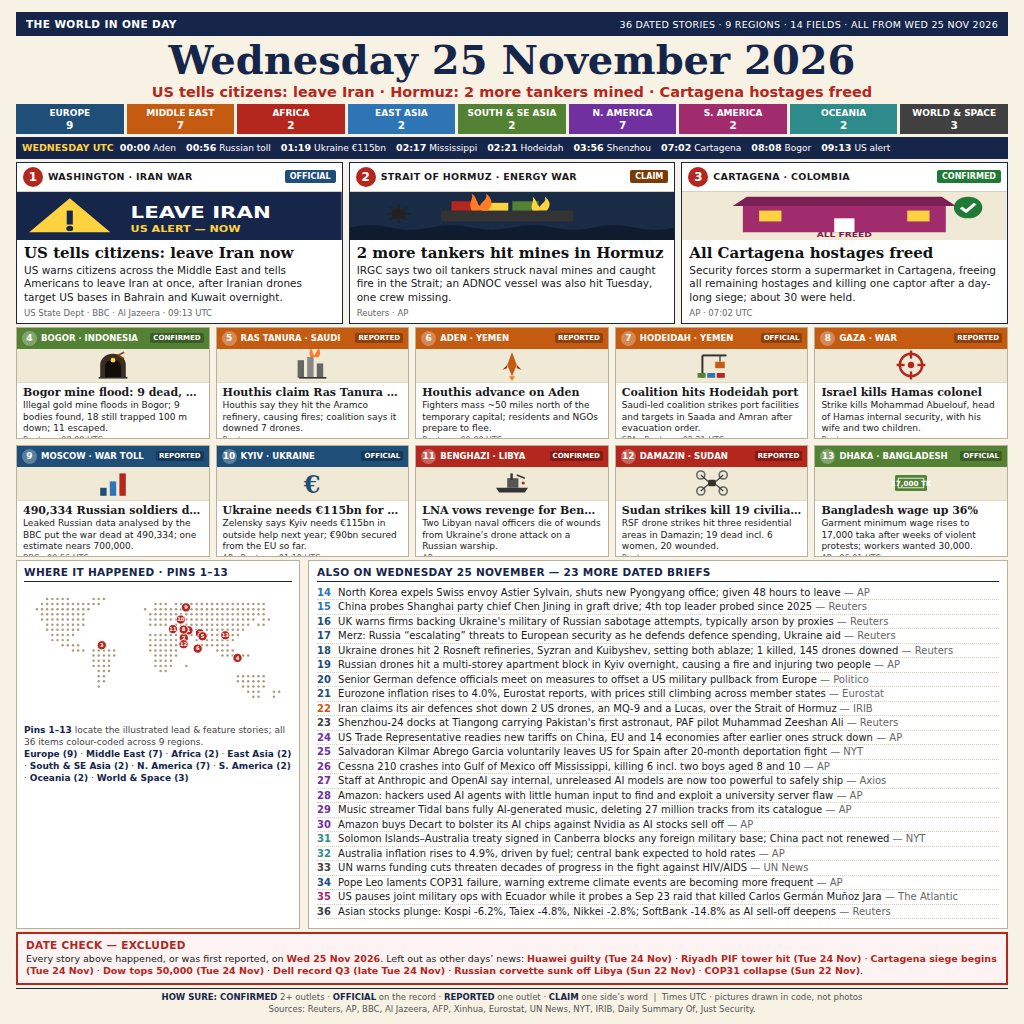 THE WORLD IN ONE DAY
36 DATED STORIES · 9 REGIONS · 14 FIELDS · ALL FROM WED 25 NOV 2026
Wednesday 25 November 2026
US tells citizens: leave Iran · Hormuz: 2 more tankers mined · Cartagena hostages freed
EUROPE
9
MIDDLE EAST
7
AFRICA
2
EAST ASIA
2
SOUTH & SE ASIA
2
N. AMERICA
7
S. AMERICA
2
OCEANIA
2
WORLD & SPACE
3
WEDNESDAY UTC 00:00 Aden 00:56 Russian toll 01:19 Ukraine €115bn 02:17 Mississippi 02:21 Hodeidah 03:56 Shenzhou 07:02 Cartagena 08:08 Bogor 09:13 US alert
1 WASHINGTON · IRAN WAR OFFICIAL
LEAVE IRAN
US ALERT — NOW
US tells citizens: leave Iran now
US warns citizens across the Middle East and tells
Americans to leave Iran at once, after Iranian drones
target US bases in Bahrain and Kuwait overnight.
US State Dept · BBC · Al Jazeera · 09:13 UTC
2 STRAIT OF HORMUZ · ENERGY WAR CLAIM
2 more tankers hit mines in Hormuz
IRGC says two oil tankers struck naval mines and caught
fire in the Strait; an ADNOC vessel was also hit Tuesday,
one crew missing.
Reuters · AP
3 CARTAGENA · COLOMBIA CONFIRMED
ALL FREED
All Cartagena hostages freed
Security forces storm a supermarket in Cartagena, freeing
all remaining hostages and killing one captor after a day-
long siege; about 30 were held.
AP · 07:02 UTC
4 BOGOR · INDONESIA CONFIRMED
Bogor mine flood: 9 dead, ...
Illegal gold mine floods in Bogor; 9
bodies found, 18 still trapped 100 m
down; 11 escaped.
5 RAS TANURA · SAUDI REPORTED
Houthis claim Ras Tanura ...
Houthis say they hit the Aramco
refinery, causing fires; coalition says it
downed 7 drones.
6 ADEN · YEMEN REPORTED
Houthis advance on Aden
Fighters mass ~50 miles north of the
temporary capital; residents and NGOs
prepare to flee.
7 HODEIDAH · YEMEN OFFICIAL
Coalition hits Hodeidah port
Saudi-led coalition strikes port facilities
and targets in Saada and Amran after
evacuation order.
8 GAZA · WAR REPORTED
Israel kills Hamas colonel
Strike kills Mohammad Abuelouf, head
of Hamas internal security, with his
wife and two children.
9 MOSCOW · WAR TOLL REPORTED
490,334 Russian soldiers d...
Leaked Russian data analysed by the
BBC put the war dead at 490,334; one
estimate nears 700,000.
10 KYIV · UKRAINE OFFICIAL
€
Ukraine needs €115bn for ...
Zelensky says Kyiv needs €115bn in
outside help next year; €90bn secured
from the EU so far.
11 BENGHAZI · LIBYA CONFIRMED
LNA vows revenge for Ben...
Two Libyan naval officers die of wounds
from Ukraine's drone attack on a
Russian warship.
12 DAMAZIN · SUDAN REPORTED
Sudan strikes kill 19 civilia...
RSF drone strikes hit three residential
areas in Damazin; 19 dead incl. 6
women, 20 wounded.
13 DHAKA · BANGLADESH OFFICIAL
Bangladesh wage up 36%
Garment minimum wage rises to
17,000 taka after weeks of violent
protests; workers wanted 30,000.
WHERE IT HAPPENED · PINS 1–13
Pins 1–13 locate the illustrated lead & feature stories; all
36 items colour-coded across 9 regions.
Europe (9) · Middle East (7) · Africa (2) · East Asia (2)
· South & SE Asia (2) · N. America (7) · S. America (2)
· Oceania (2) · World & Space (3)
ALSO ON WEDNESDAY 25 NOVEMBER — 23 MORE DATED BRIEFS
14 North Korea expels Swiss envoy Astier Sylvain, shuts new Pyongyang office; given 48 hours to leave — AP
15 China probes Shanghai party chief Chen Jining in graft drive; 4th top leader probed since 2025 — Reuters
16 UK warns firms backing Ukraine's military of Russian sabotage attempts, typically arson by proxies — Reuters
17 Merz: Russia “escalating” threats to European security as he defends defence spending, Ukraine aid — Reuters
18 Ukraine drones hit 2 Rosneft refineries, Syzran and Kuibyshev, setting both ablaze; 1 killed, 145 drones downed — Reuters
19 Russian drones hit a multi-storey apartment block in Kyiv overnight, causing a fire and injuring two people — AP
20 Senior German defence officials meet on measures to offset a US military pullback from Europe — Politico
21 Eurozone inflation rises to 4.0%, Eurostat reports, with prices still climbing across member states — Eurostat
22 Iran claims its air defences shot down 2 US drones, an MQ-9 and a Lucas, over the Strait of Hormuz — IRIB
23 Shenzhou-24 docks at Tiangong carrying Pakistan's first astronaut, PAF pilot Muhammad Zeeshan Ali — Reuters
24 US Trade Representative readies new tariffs on China, EU and 14 economies after earlier ones struck down — AP
25 Salvadoran Kilmar Abrego Garcia voluntarily leaves US for Spain after 20-month deportation fight — NYT
26 Cessna 210 crashes into Gulf of Mexico off Mississippi, killing 6 incl. two boys aged 8 and 10 — AP
27 Staff at Anthropic and OpenAI say internal, unreleased AI models are now too powerful to safely ship — Axios
28 Amazon: hackers used AI agents with little human input to find and exploit a university server flaw — AP
29 Music streamer Tidal bans fully AI-generated music, deleting 27 million tracks from its catalogue — AP
30 Amazon buys Decart to bolster its AI chips against Nvidia as AI stocks sell off — AP
31 Solomon Islands–Australia treaty signed in Canberra blocks any foreign military base; China pact not renewed — NYT
32 Australia inflation rises to 4.9%, driven by fuel; central bank expected to hold rates — AP
33 UN warns funding cuts threaten decades of progress in the fight against HIV/AIDS — UN News
34 Pope Leo laments COP31 failure, warning extreme climate events are becoming more frequent — AP
35 US pauses joint military ops with Ecuador while it probes a Sep 23 raid that killed Carlos Germán Muñoz Jara — The Atlantic
36 Asian stocks plunge: Kospi -6.2%, Taiex -4.8%, Nikkei -2.8%; SoftBank -14.8% as AI sell-off deepens — Reuters
DATE CHECK — EXCLUDED
Every story above happened, or was first reported, on Wed 25 Nov 2026. Left out as other days’ news: Huawei guilty (Tue 24 Nov) · Riyadh PIF tower hit (Tue 24 Nov) · Cartagena siege begins
(Tue 24 Nov) · Dow tops 50,000 (Tue 24 Nov) · Dell record Q3 (late Tue 24 Nov) · Russian corvette sunk off Libya (Sun 22 Nov) · COP31 collapse (Sun 22 Nov).
HOW SURE: CONFIRMED 2+ outlets · OFFICIAL on the record · REPORTED one outlet · CLAIM one side’s word | Times UTC · pictures drawn in code, not photos
Sources: Reuters, AP, BBC, Al Jazeera, AFP, Xinhua, Eurostat, UN News, NYT, IRIB, Daily Summary Of, Just Security.